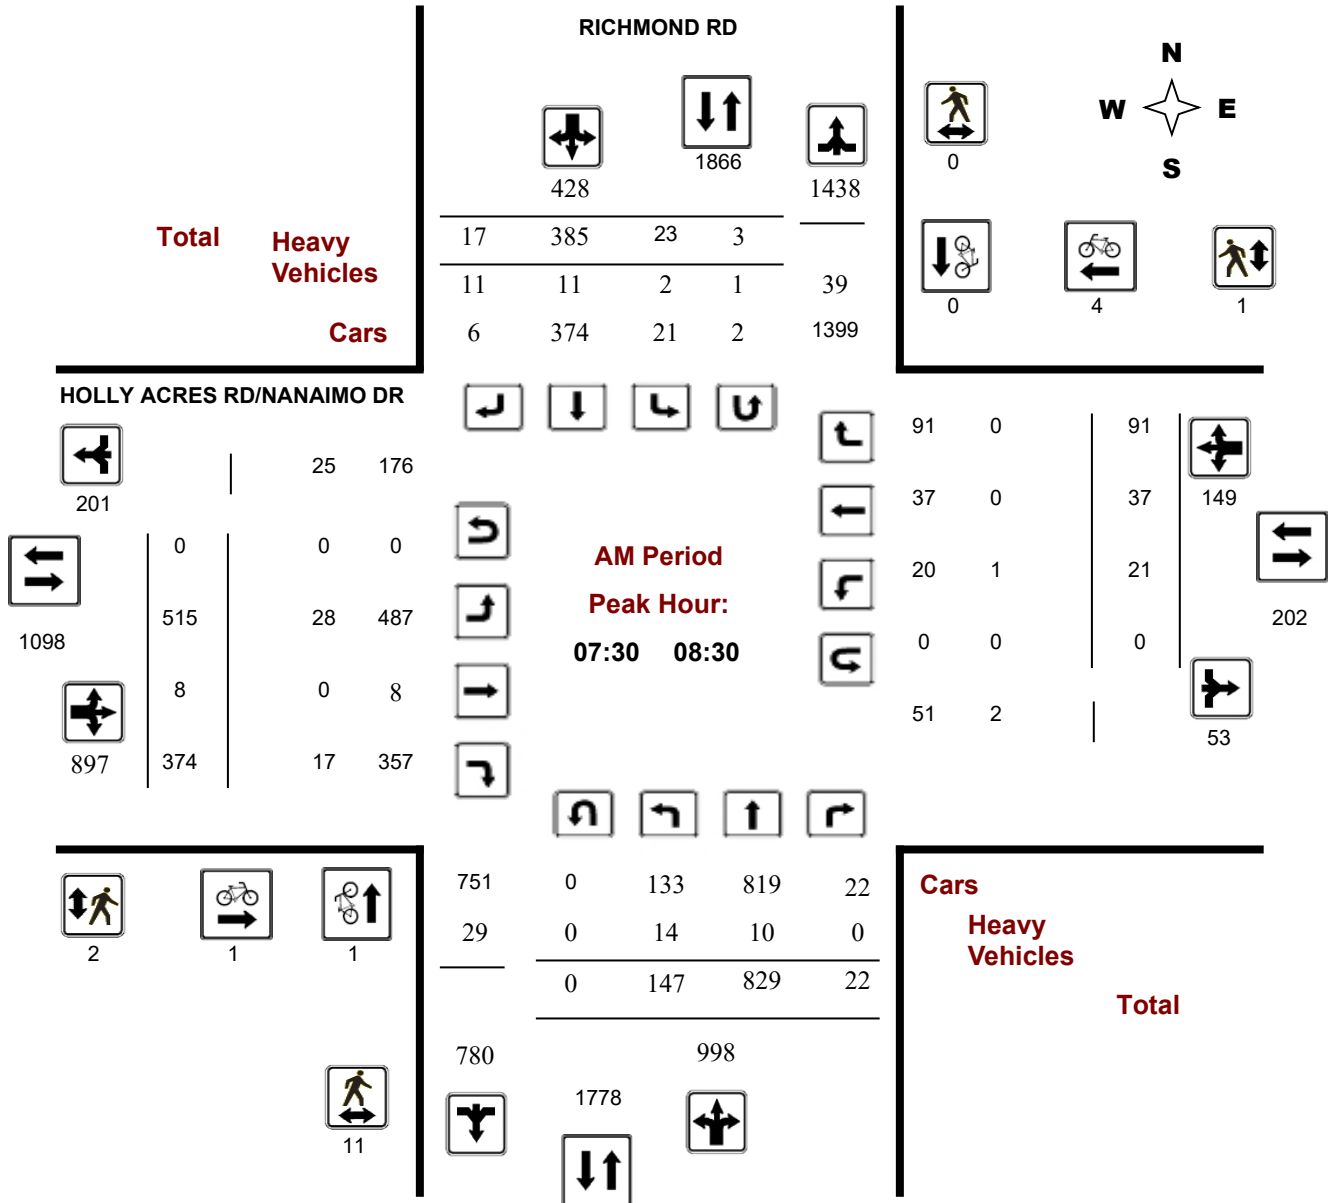 RICHMOND RD
N
W E
S
1866
0
428
1438
Total
Heavy
Vehicles
Cars
17 385 23 3
11 11 2 1 39
6 374 21 2 1399
0 4 1
HOLLY ACRES RD/NANAIMO DR
201
25 176
0 0 0
1098
515 28 487
8 0 8
897
374 17 357
AM Period
Peak Hour:
07:30 08:30
91 0 91
149
37 0 37
20 1 21
202
0 0 0
51 2
53
2 1 1
11
751 0 133 819 22
29 0 14 10 0
0 147 829 22
780 998
1778
Cars
Heavy
Vehicles
Total